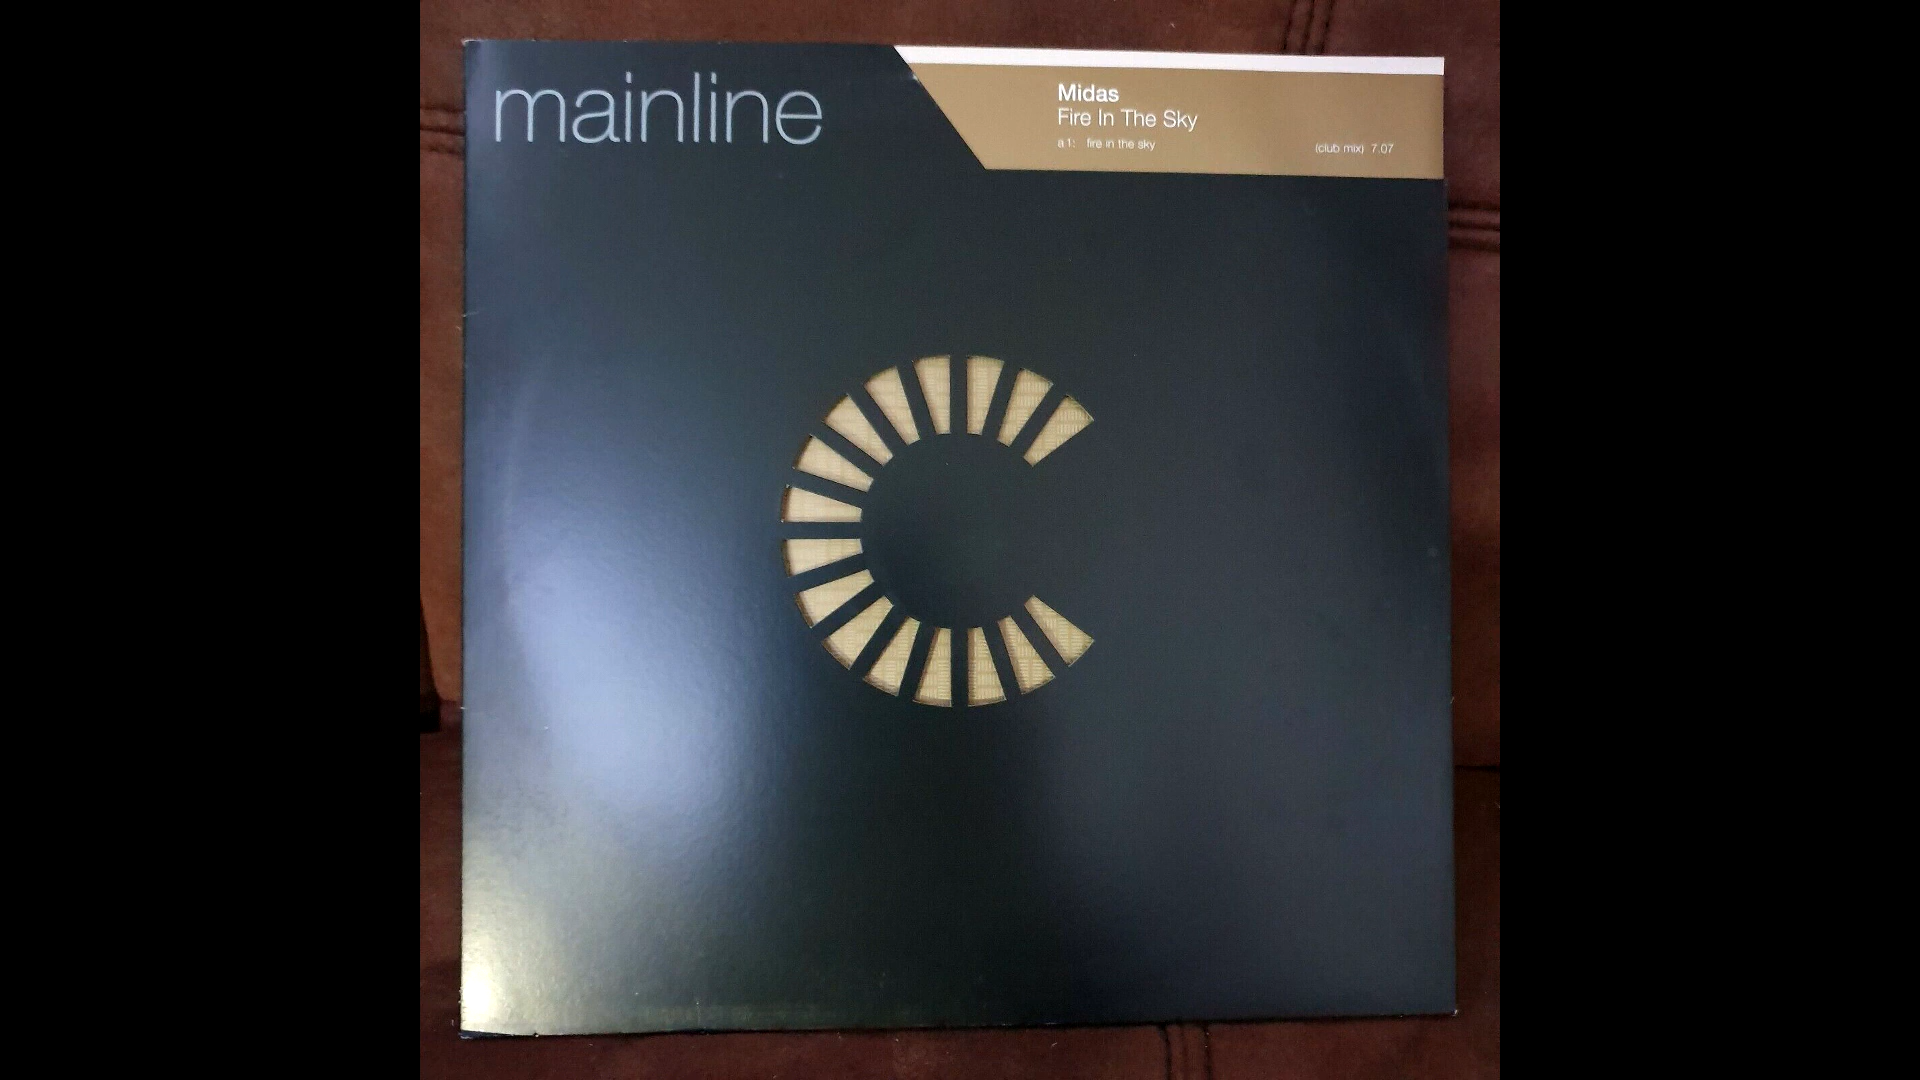 mainline
Midas
Fire In The Sky
a1: fire in the sky (club mix) 7.07